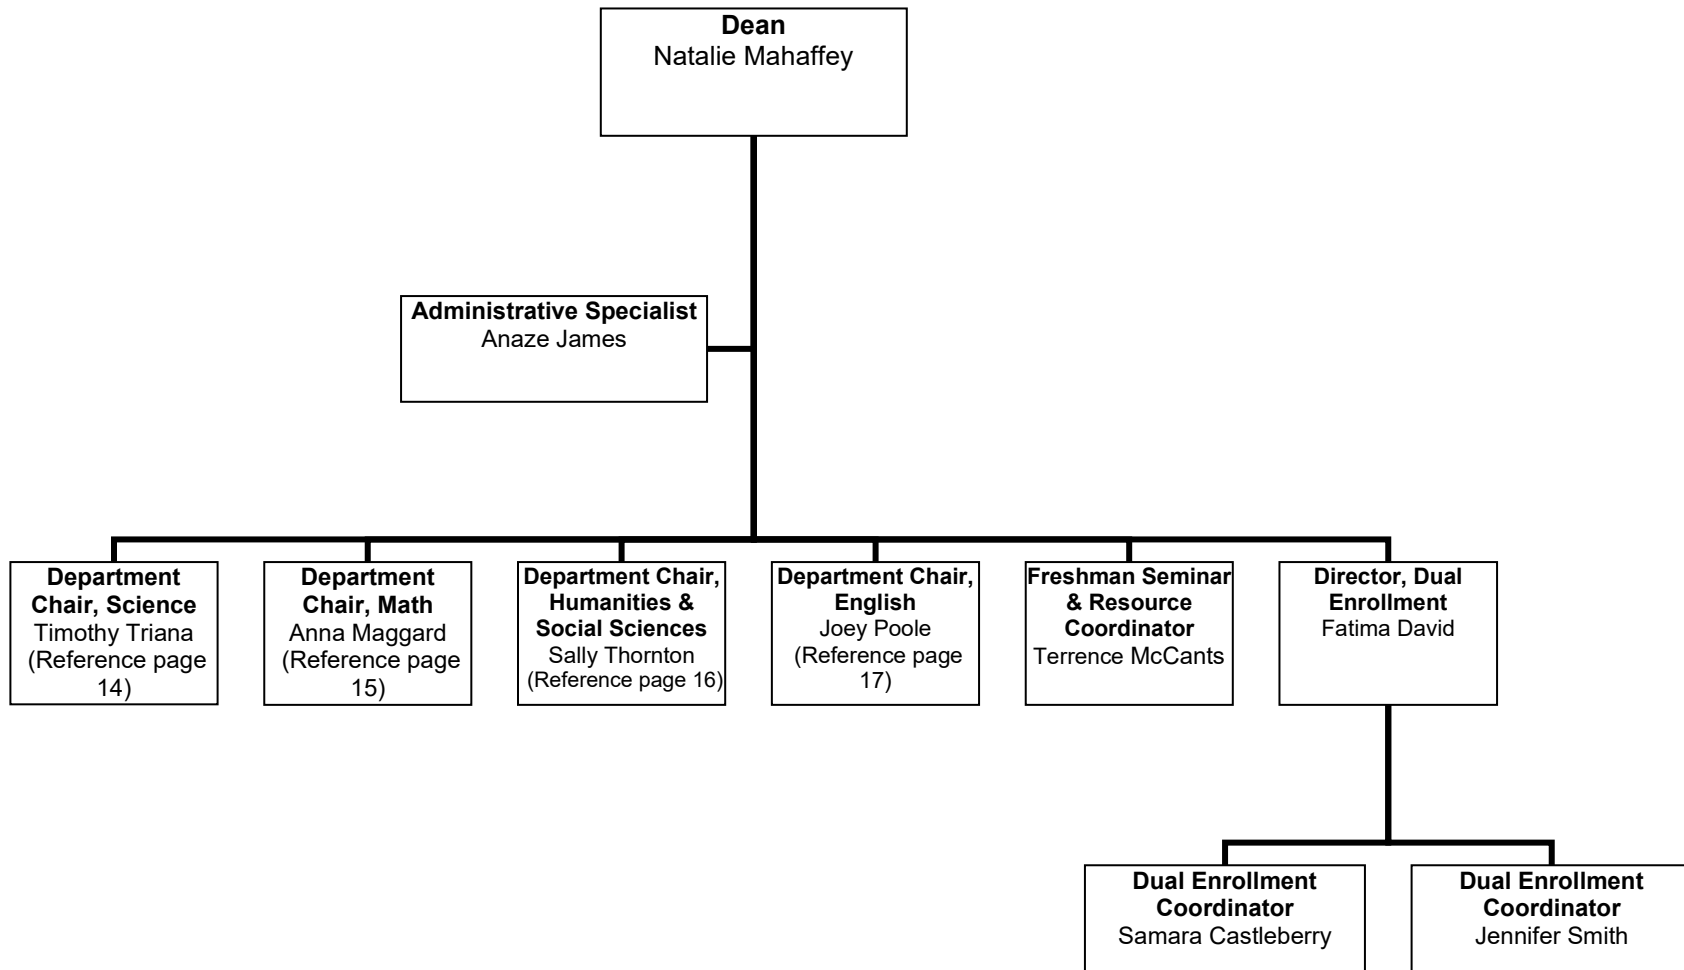 Dean
Natalie Mahaffey
Administrative Specialist
Anaze James
Department
Chair, Science
Timothy Triana
(Reference page
14)
Department
Chair, Math
Anna Maggard
(Reference page
15)
Department Chair,
Humanities &
Social Sciences
Sally Thornton
(Reference page 16)
Department Chair,
English
Joey Poole
(Reference page
17)
Freshman Seminar
& Resource
Coordinator
Terrence McCants
Director, Dual
Enrollment
Fatima David
Dual Enrollment
Coordinator
Samara Castleberry
Dual Enrollment
Coordinator
Jennifer Smith